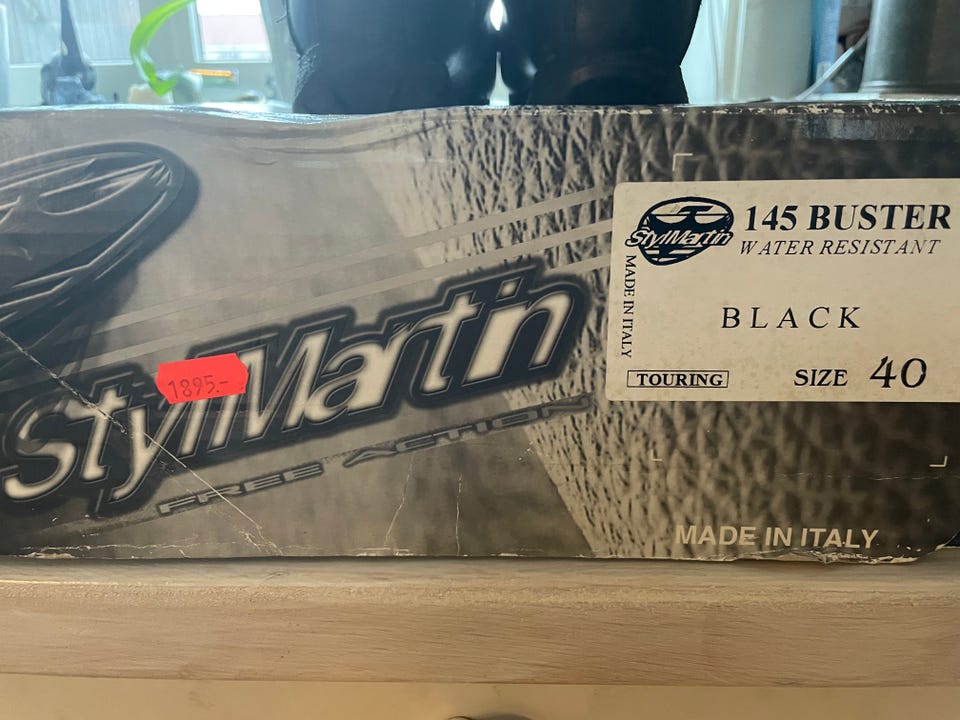 StylMartin
1895.-
FREE ACTION
StylMartin
MADE IN ITALY
145 BUSTER
WATER RESISTANT
BLACK
TOURING
SIZE 40
MADE IN ITALY